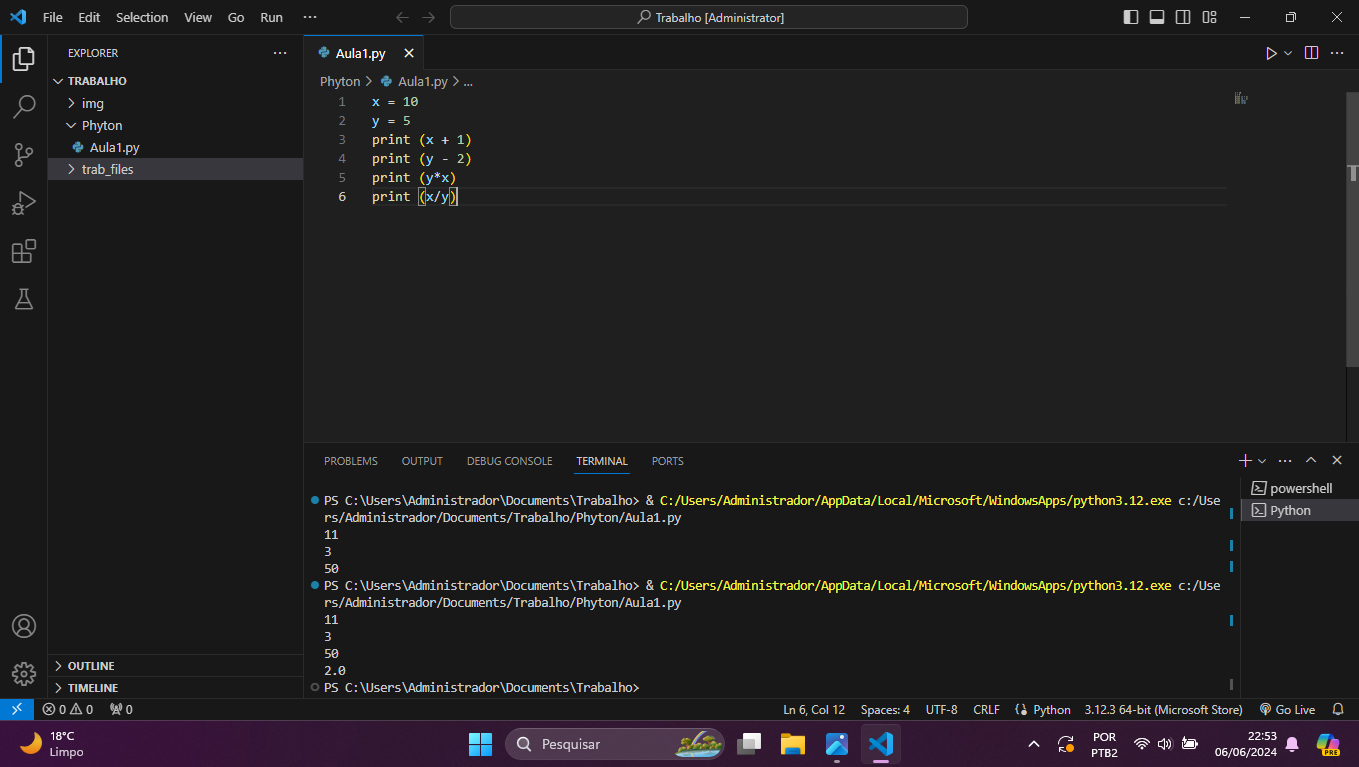 File Edit Selection View Go Run ···
Trabalho [Administrator]
EXPLORER
TRABALHO
img
Phyton
Aula1.py
trab_files
OUTLINE
TIMELINE
Aula1.py
Phyton > Aula1.py > ...
1 x = 10
2 y = 5
3 print (x + 1)
4 print (y - 2)
5 print (y*x)
6 print (x/y)
PROBLEMS OUTPUT DEBUG CONSOLE TERMINAL PORTS
PS C:\Users\Administrador\Documents\Trabalho> & C:/Users/Administrador/AppData/Local/Microsoft/WindowsApps/python3.12.exe c:/Use
rs/Administrador/Documents/Trabalho/Phyton/Aula1.py
11
3
50
PS C:\Users\Administrador\Documents\Trabalho> & C:/Users/Administrador/AppData/Local/Microsoft/WindowsApps/python3.12.exe c:/Use
rs/Administrador/Documents/Trabalho/Phyton/Aula1.py
11
3
50
2.0
PS C:\Users\Administrador\Documents\Trabalho>
powershell
Python
0 0 0 Ln 6, Col 12 Spaces: 4 UTF-8 CRLF Python 3.12.3 64-bit (Microsoft Store) Go Live
18°C
Limpo
Pesquisar
POR
PTB2
22:53
06/06/2024
PRE